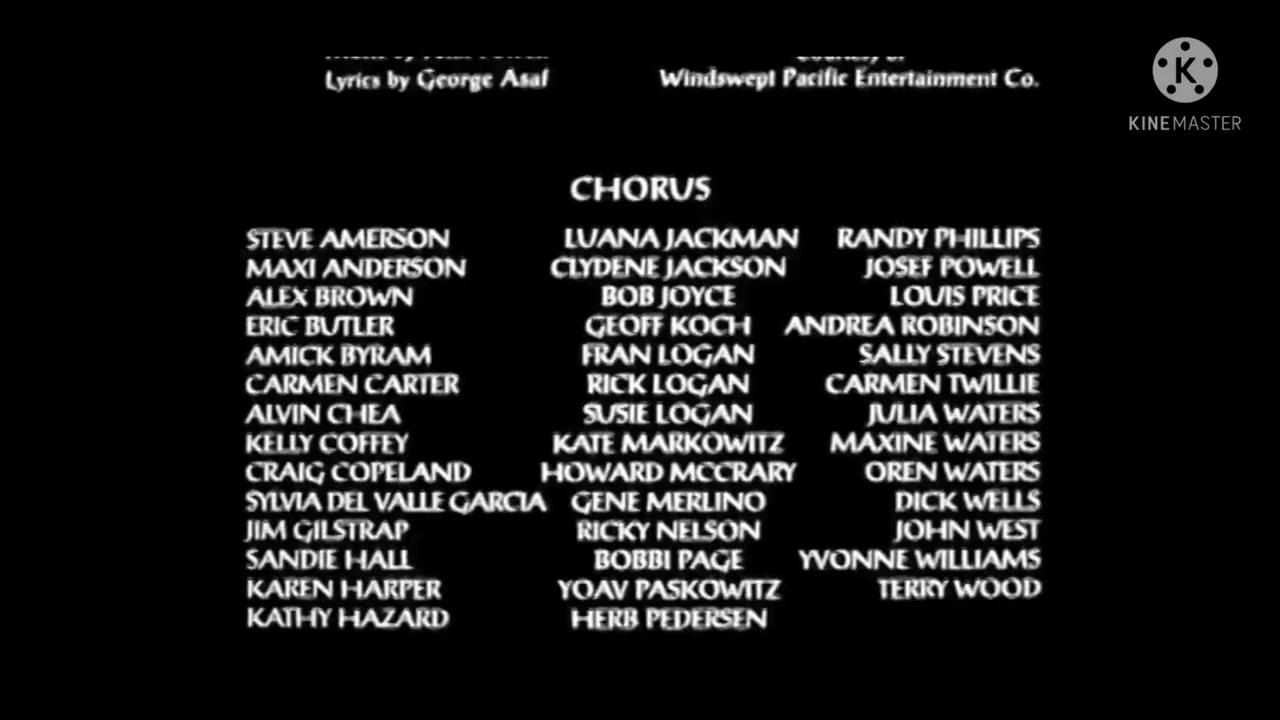 Lyrics by George Asaf Windswept Pacific Entertainment Co.
KINEMASTER
CHORUS
STEVE AMERSON LUANA JACKMAN RANDY PHILLIPS
MAXI ANDERSON CLYDENE JACKSON JOSEF POWELL
ALEX BROWN BOB JOYCE LOUIS PRICE
ERIC BUTLER GEOFF KOCH ANDREA ROBINSON
AMICK BYRAM FRAN LOGAN SALLY STEVENS
CARMEN CARTER RICK LOGAN CARMEN TWILLIE
ALVIN CHEA SUSIE LOGAN JULIA WATERS
KELLY COFFEY KATE MARKOWITZ MAXINE WATERS
CRAIG COPELAND HOWARD MCCRARY OREN WATERS
SYLVIA DEL VALLE GARCIA GENE MERLINO DICK WELLS
JIM GILSTRAP RICKY NELSON JOHN WEST
SANDIE HALL BOBBI PAGE YVONNE WILLIAMS
KAREN HARPER YOAV PASKOWITZ TERRY WOOD
KATHY HAZARD HERB PEDERSEN